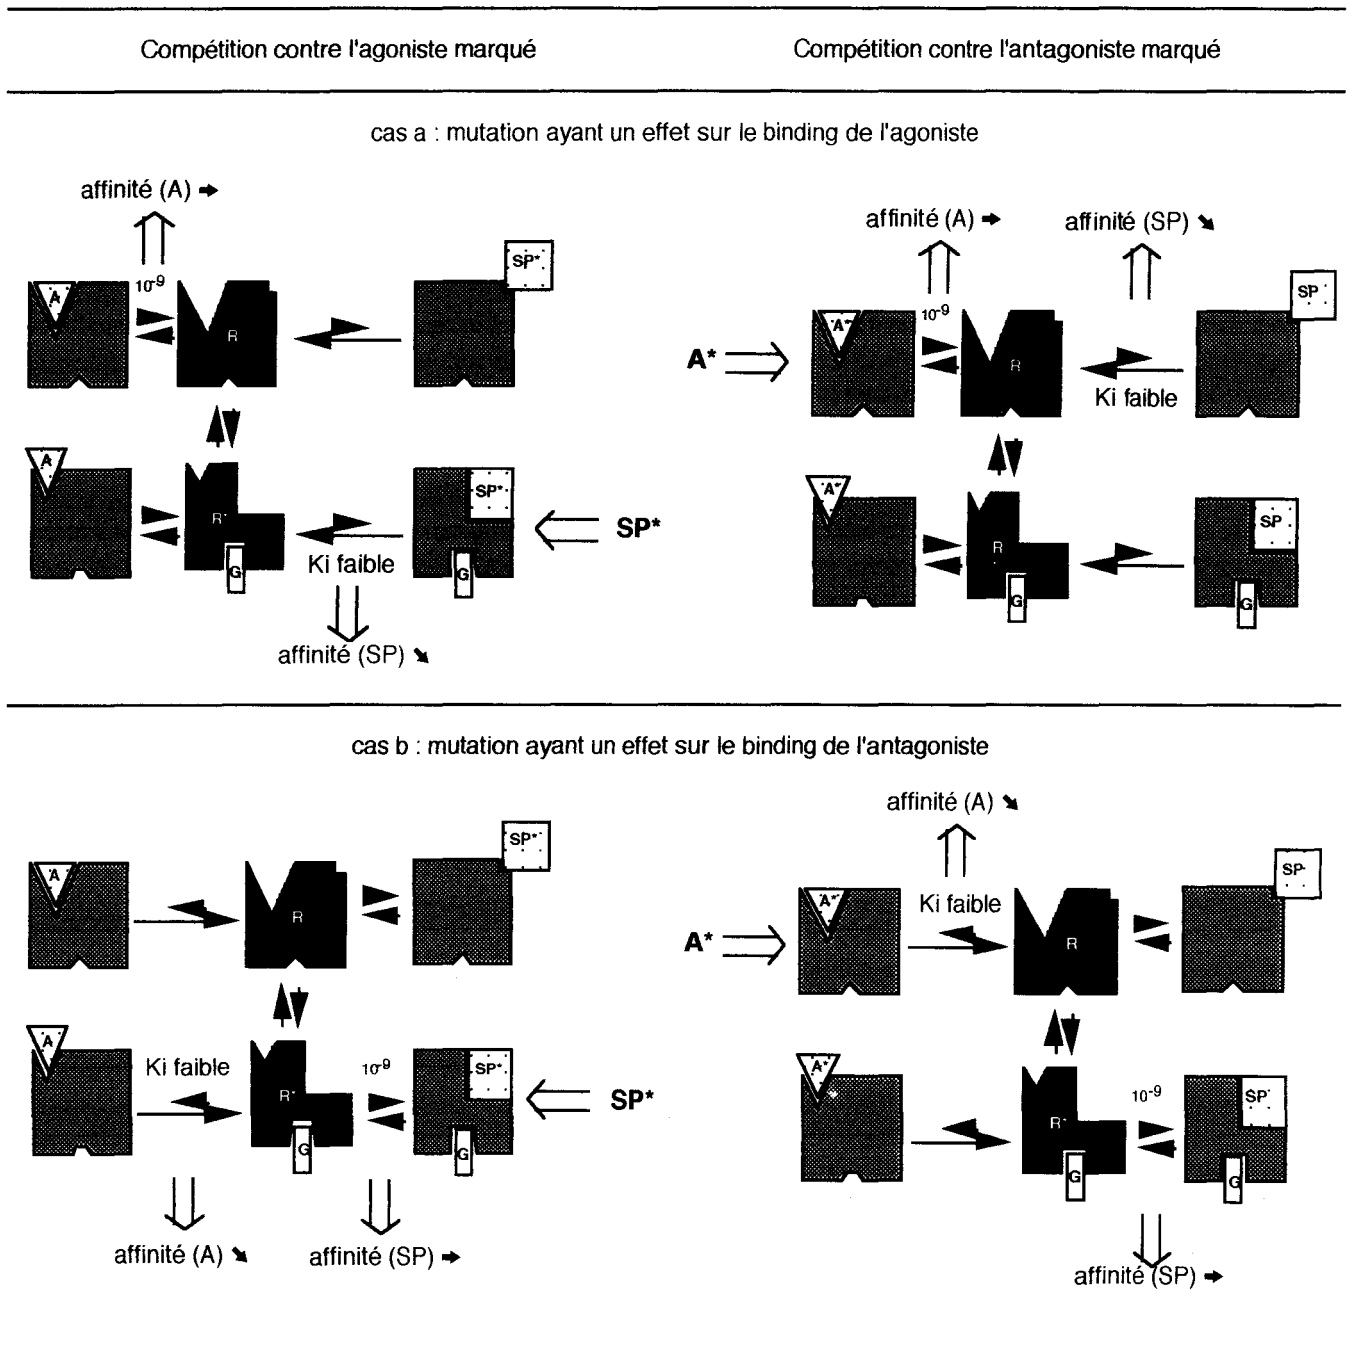 Compétition contre l'agoniste marqué
Compétition contre l'antagoniste marqué
cas a : mutation ayant un effet sur le binding de l'agoniste
affinité (A)
10-9
A
R
SP*
A
R*
G
Ki faible
SP*
G
SP*
affinité (SP)
affinité (A)
affinité (SP)
10-9
A*
A*
R
Ki faible
SP
A*
R
G
SP
G
cas b : mutation ayant un effet sur le binding de l'antagoniste
A
R
SP*
A
Ki faible
R*
G
10-9
SP*
G
SP*
affinité (A)
affinité (SP)
affinité (A)
A*
A*
Ki faible
R
SP
A*
R*
G
10-9
SP
G
affinité (SP)